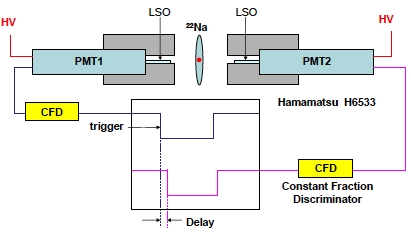 LSO
LSO
HV
²²Na
HV
PMT1
PMT2
Hamamatsu H6533
CFD
trigger
CFD
Constant Fraction
Discriminator
Delay